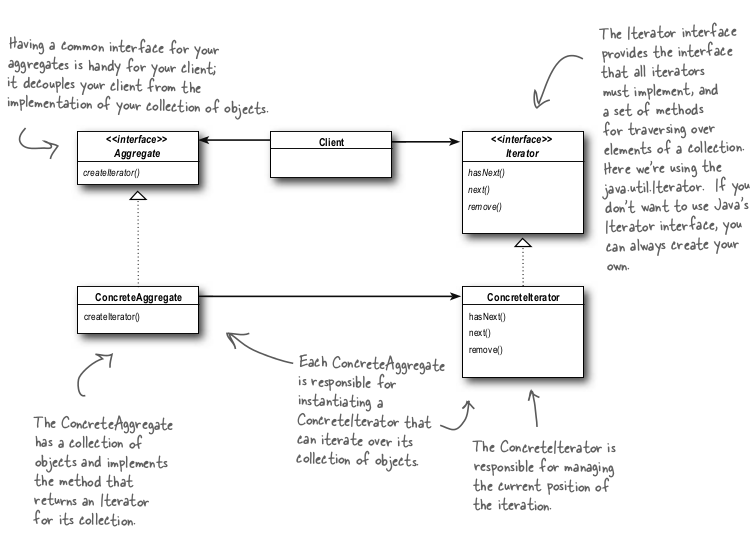 Having a common interface for your
aggregates is handy for your client;
it decouples your client from the
implementation of your collection of objects.
The Iterator interface
provides the interface
that all iterators
must implement, and
a set of methods
for traversing over
elements of a collection.
Here we're using the
java.util.Iterator. If you
don't want to use Java's
Iterator interface, you
can always create your
own.
<<interface>>
Aggregate
createIterator()
Client
<<interface>>
Iterator
hasNext()
next()
remove()
ConcreteAggregate
createIterator()
ConcreteIterator
hasNext()
next()
remove()
Each ConcreteAggregate
is responsible for
instantiating a
ConcreteIterator that
can iterate over its
collection of objects.
The ConcreteAggregate
has a collection of
objects and implements
the method that
returns an Iterator
for its collection.
The ConcreteIterator is
responsible for managing
the current position of
the iteration.